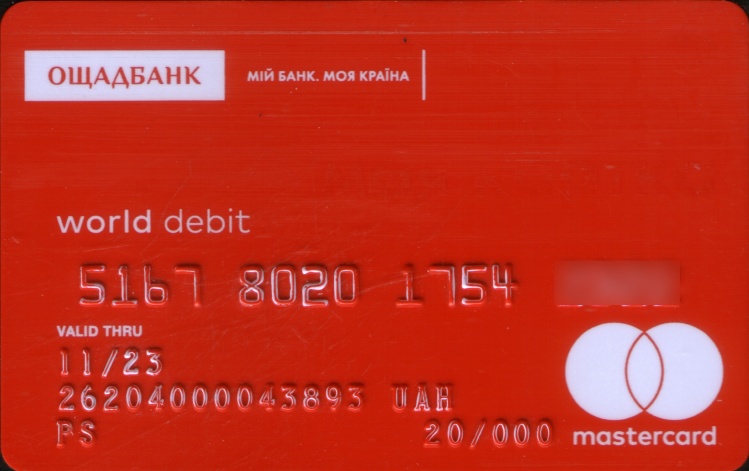 ОЩАДБАНК МІЙ БАНК. МОЯ КРАЇНА
world debit
5167 8020 1754
VALID THRU
11/23
26204000043893 UAH
PS 20/000
mastercard